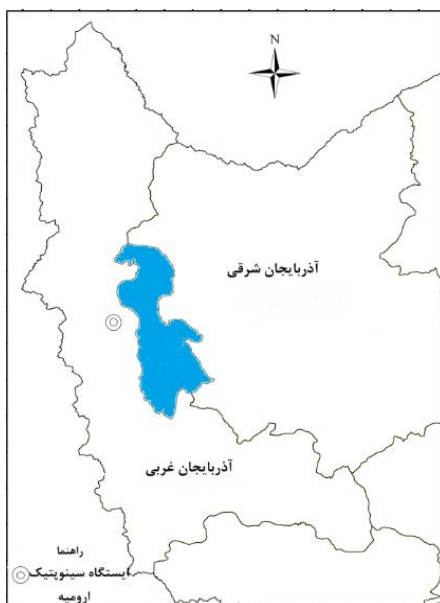 N
آذربایجان شرقی
آذربایجان غربی
راهنما
ایستگاه سینوپتیک
ارومیه